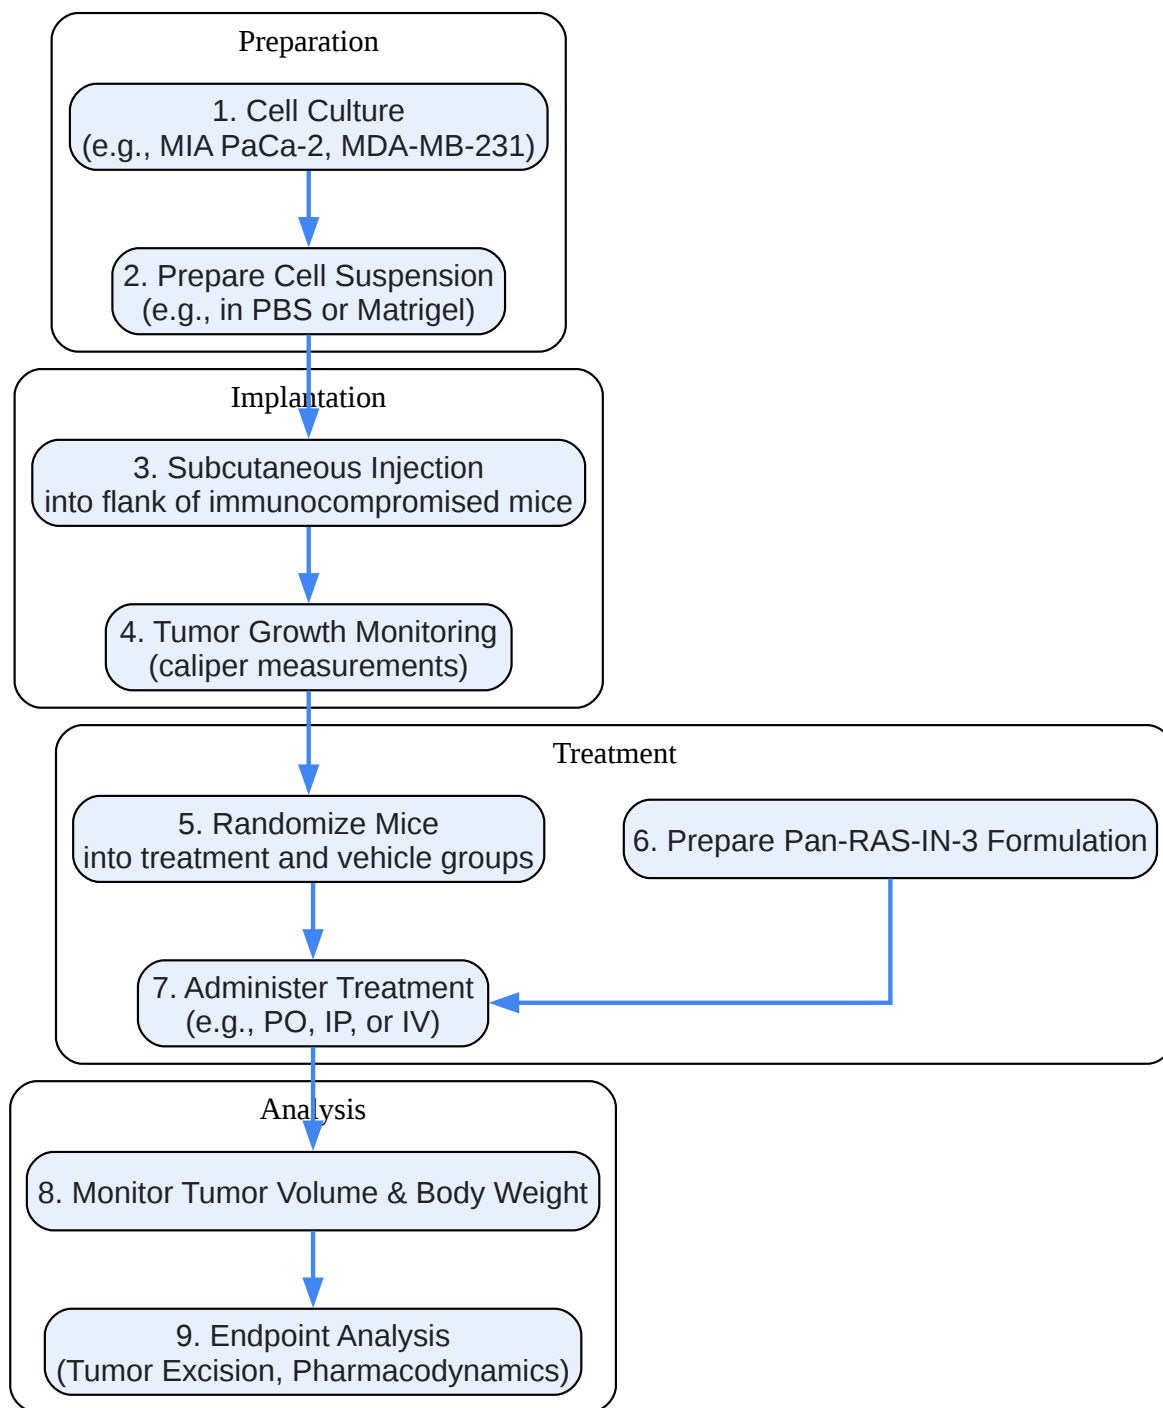 Preparation
1. Cell Culture
(e.g., MIA PaCa-2, MDA-MB-231)
2. Prepare Cell Suspension
(e.g., in PBS or Matrigel)
Implantation
3. Subcutaneous Injection
into flank of immunocompromised mice
4. Tumor Growth Monitoring
(caliper measurements)
Treatment
5. Randomize Mice
into treatment and vehicle groups
6. Prepare Pan-RAS-IN-3 Formulation
7. Administer Treatment
(e.g., PO, IP, or IV)
Analysis
8. Monitor Tumor Volume & Body Weight
9. Endpoint Analysis
(Tumor Excision, Pharmacodynamics)